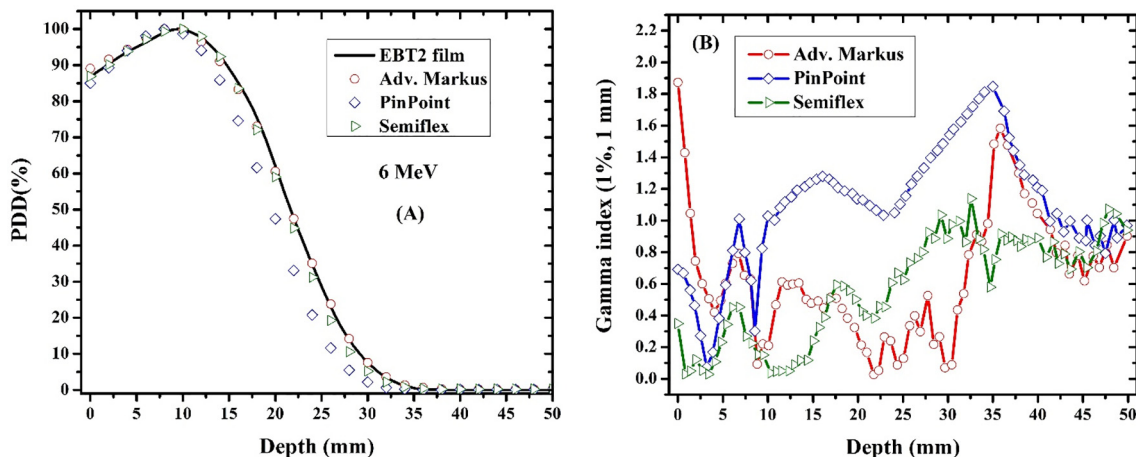 100
90
80
70
60
50
40
30
20
10
0
PDD(%)
EBT2 film
Adv. Markus
PinPoint
Semiflex
6 MeV
(A)
0 5 10 15 20 25 30 35 40 45 50
Depth (mm)
2.2
2.0
1.8
1.6
1.4
1.2
1.0
0.8
0.6
0.4
0.2
0.0
Gamma index (1%, 1 mm)
(B)
Adv. Markus
PinPoint
Semiflex
0 5 10 15 20 25 30 35 40 45 50
Depth (mm)